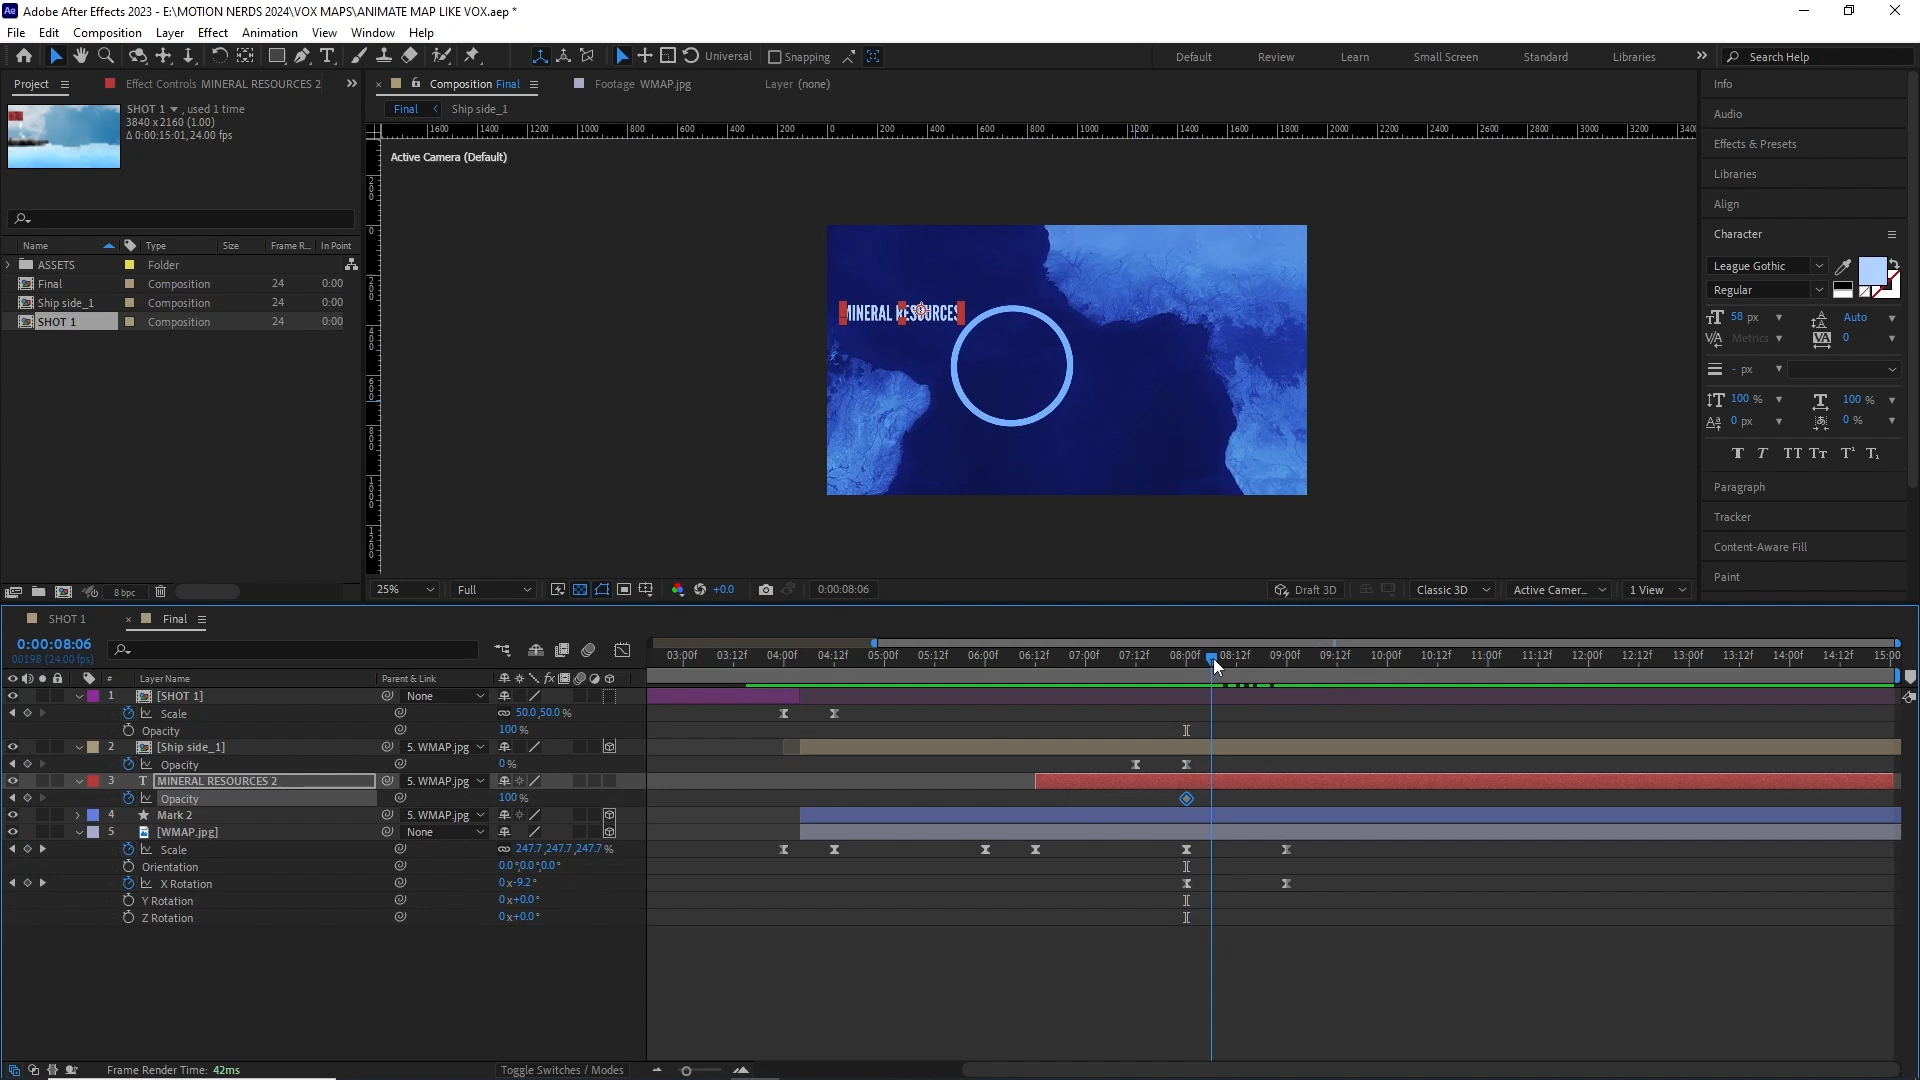 Adobe After Effects 2023 - E:\MOTION NERDS 2024\VOX MAPS\ANIMATE MAP LIKE VOX.aep *
File Edit Composition Layer Effect Animation View Window Help
Universal Snapping Default Review Learn Small Screen Standard Libraries Search Help
Project Effect Controls MINERAL RESOURCES 2 Composition Final Footage WMAP.jpg Layer (none) Info
SHOT 1 , used 1 time
3840 x 2160 (1.00)
Δ 0:00:15:01, 24.00 fps
Final Ship side_1
Active Camera (Default)
Audio
Effects & Presets
Libraries
Align
Character
League Gothic
Regular
58 px Auto
Metrics 0
- px
100 % 100 %
0 px 0 %
Paragraph
Tracker
Content-Aware Fill
Paint
Name Type Size Frame R... In Point
ASSETS Folder
Final Composition 24 0:00
Ship side_1 Composition 24 0:00
SHOT 1 Composition 24 0:00
MINERAL RESOURCES
8 bpc
25% Full +0.0 0:00:08:06 Draft 3D Classic 3D Active Camer... 1 View
SHOT 1 Final
0:00:08:06
00198 (24.00 fps)
03:00f 03:12f 04:00f 04:12f 05:00f 05:12f 06:00f 06:12f 07:00f 07:12f 08:00f 08:12f 09:00f 09:12f 10:00f 10:12f 11:00f 11:12f 12:00f 12:12f 13:00f 13:12f 14:00f 14:12f 15:00
# Layer Name Parent & Link
1 [SHOT 1] None
Scale 50.0,50.0 %
Opacity 100 %
2 [Ship side_1] 5. WMAP.jpg
Opacity 0 %
3 T MINERAL RESOURCES 2 5. WMAP.jpg
Opacity 100 %
4 Mark 2 5. WMAP.jpg
5 [WMAP.jpg] None
Scale 247.7,247.7,247.7 %
Orientation 0.0°,0.0°,0.0°
X Rotation 0x-9.2°
Y Rotation 0x+0.0°
Z Rotation 0x+0.0°
Frame Render Time: 42ms Toggle Switches / Modes